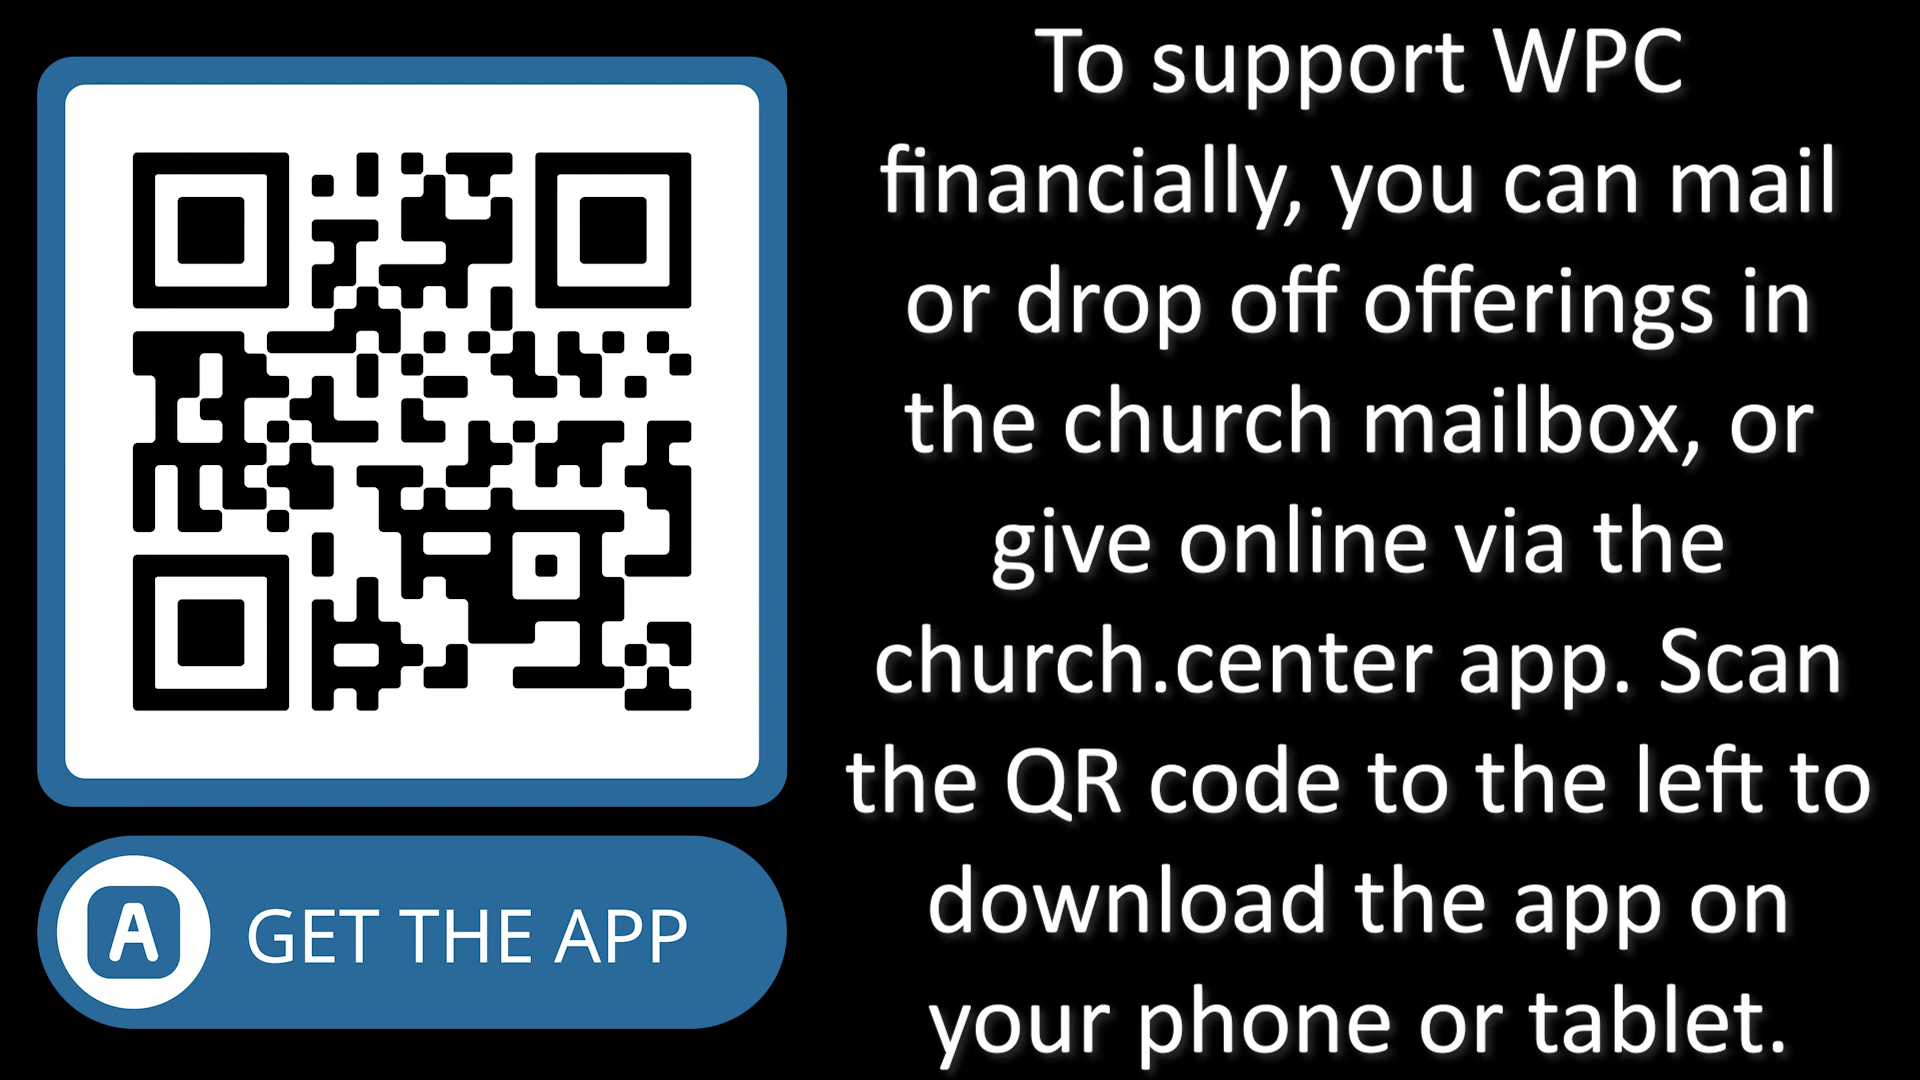 To support WPC
financially, you can mail
or drop off offerings in
the church mailbox, or
give online via the
church.center app. Scan
the QR code to the left to
download the app on
your phone or tablet.
A GET THE APP